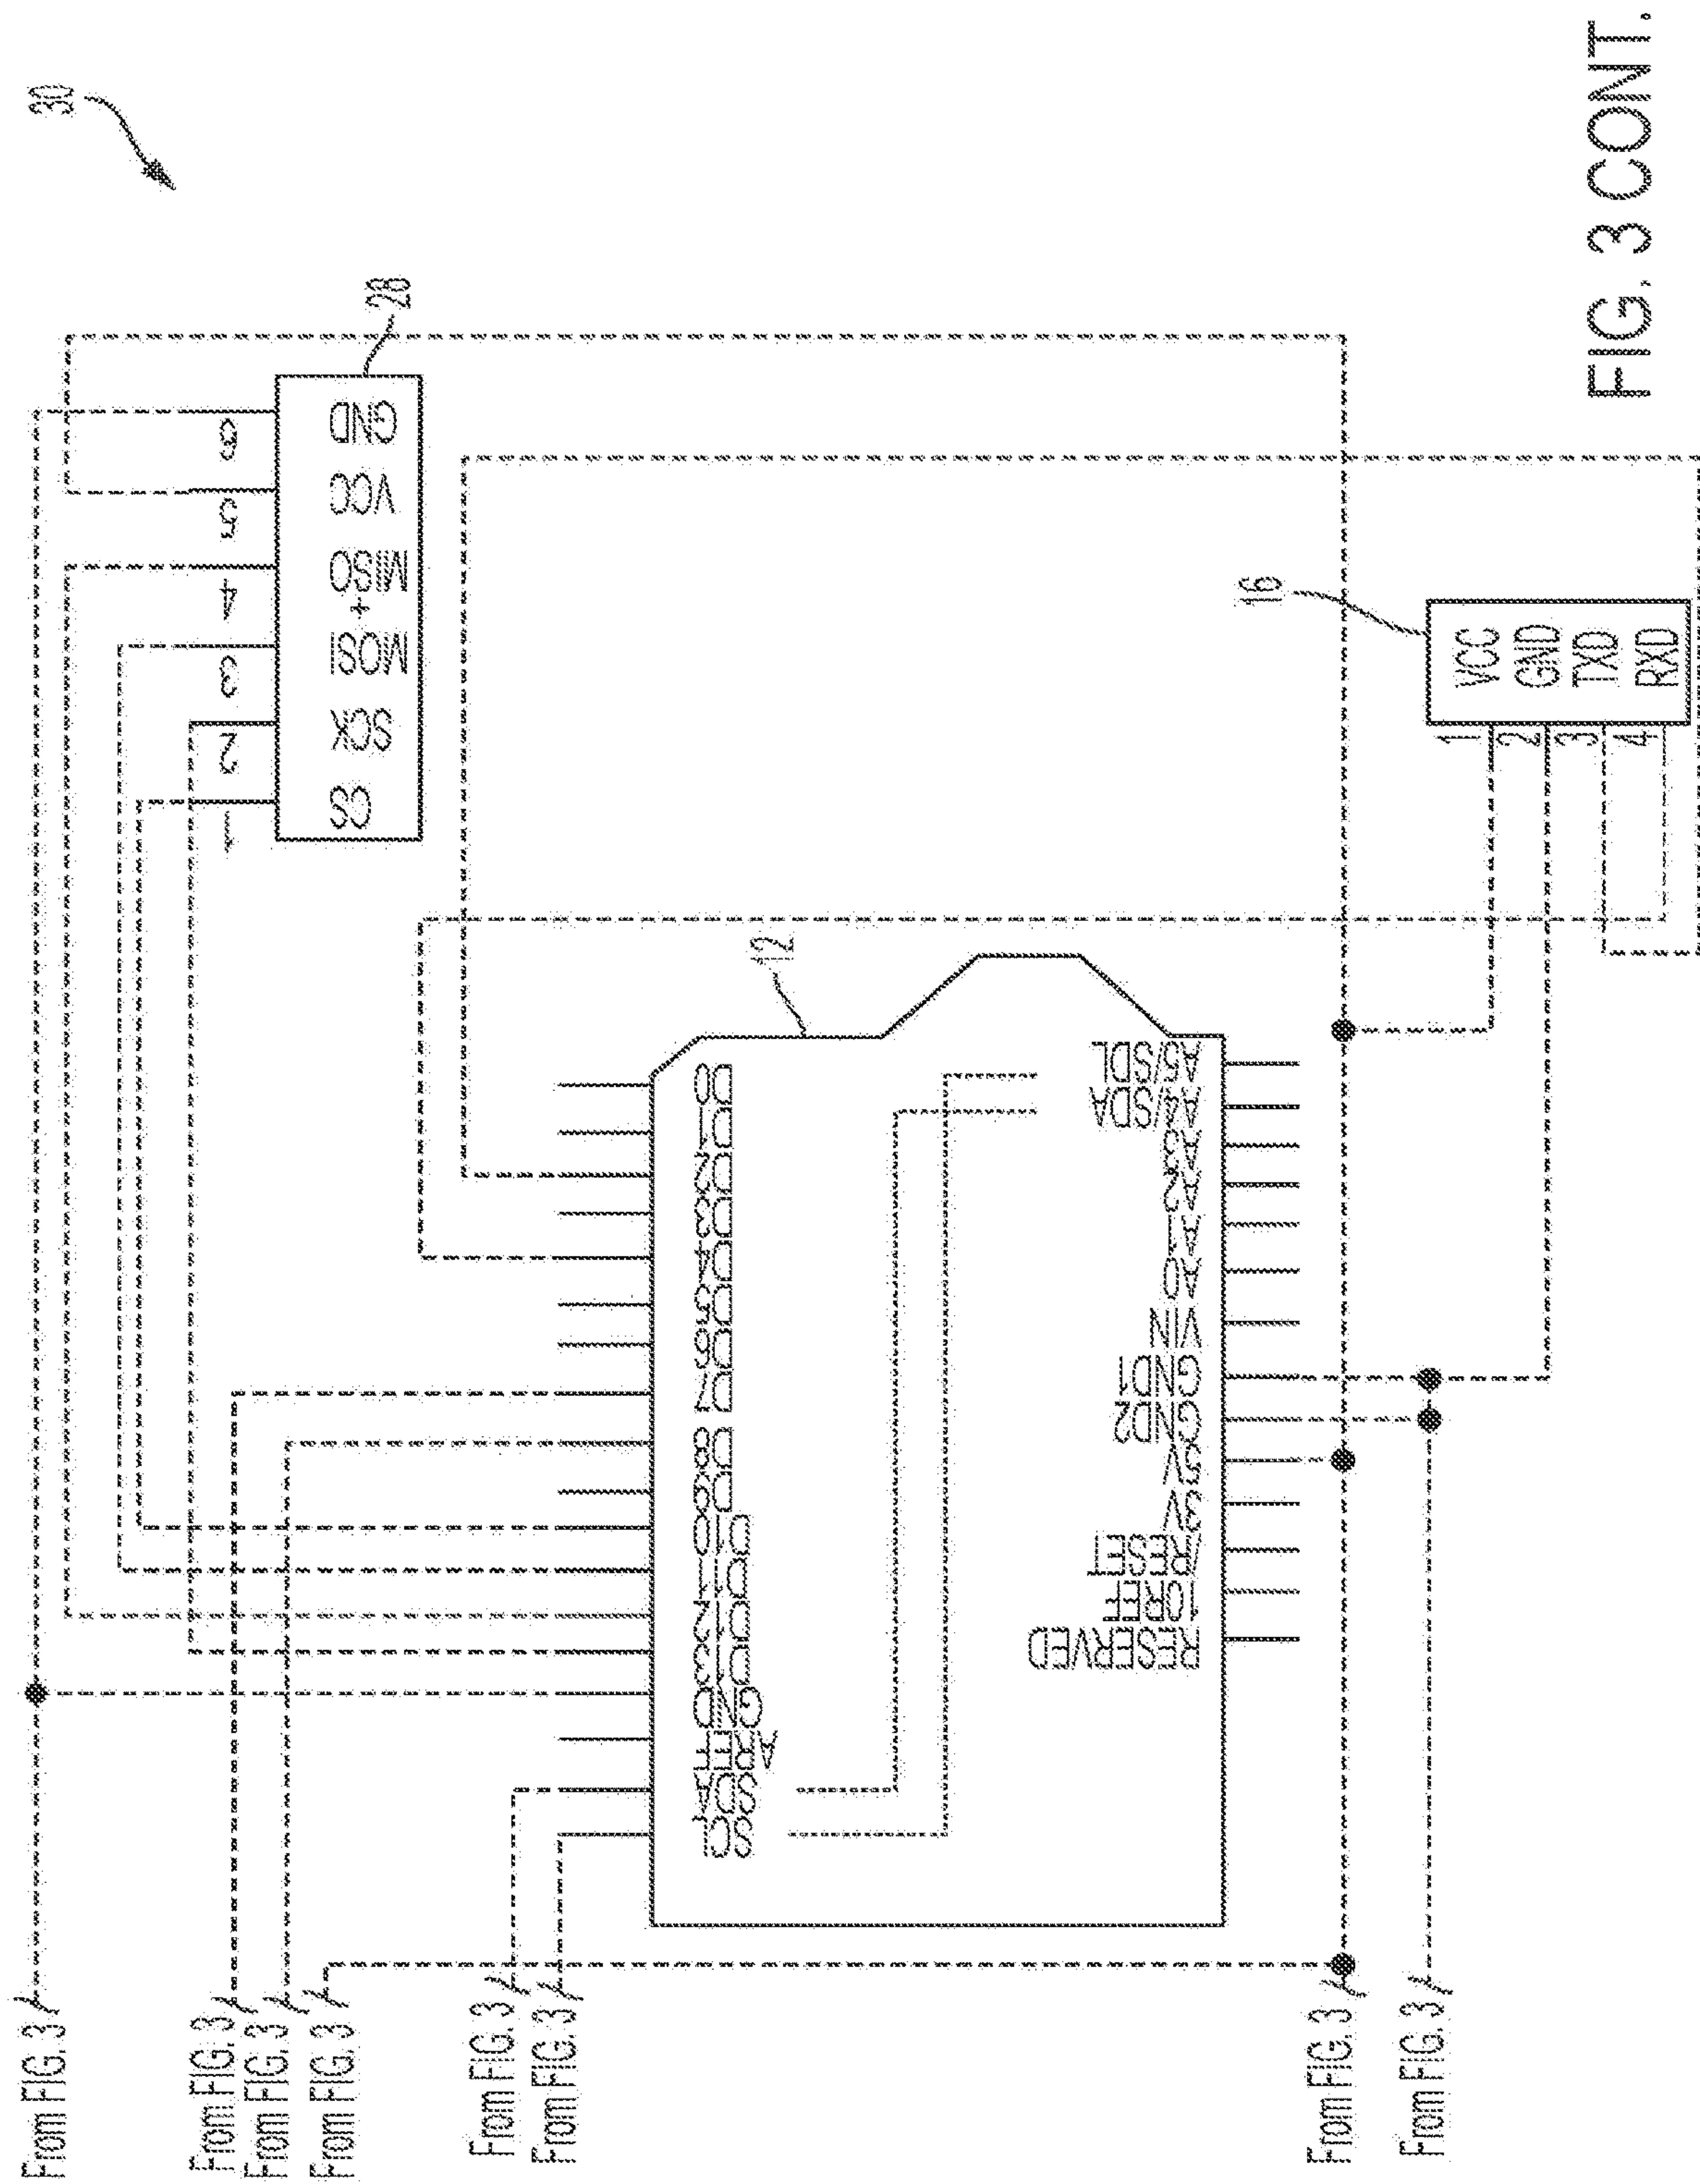 30
28
1
2
3
4
5
6
CS
SCK
MOSI
+
MISO
VCC
GND
12
SCL
SDA
AREF
GND
D13
D12
D11
D10
D9
D8
D7
D6
D5
D4
D3
D2
D1
D0
RESERVED
10REF
/RESET
3V
5V
GND2
GND1
VIN
A0
A1
A2
A3
A4/SDA
A5/SDL
16
1 VCC
2 GND
3 TXD
4 RXD
From FIG. 3
From FIG. 3
From FIG. 3
From FIG. 3
From FIG. 3
From FIG. 3
From FIG. 3
From FIG. 3
FIG. 3 CONT.